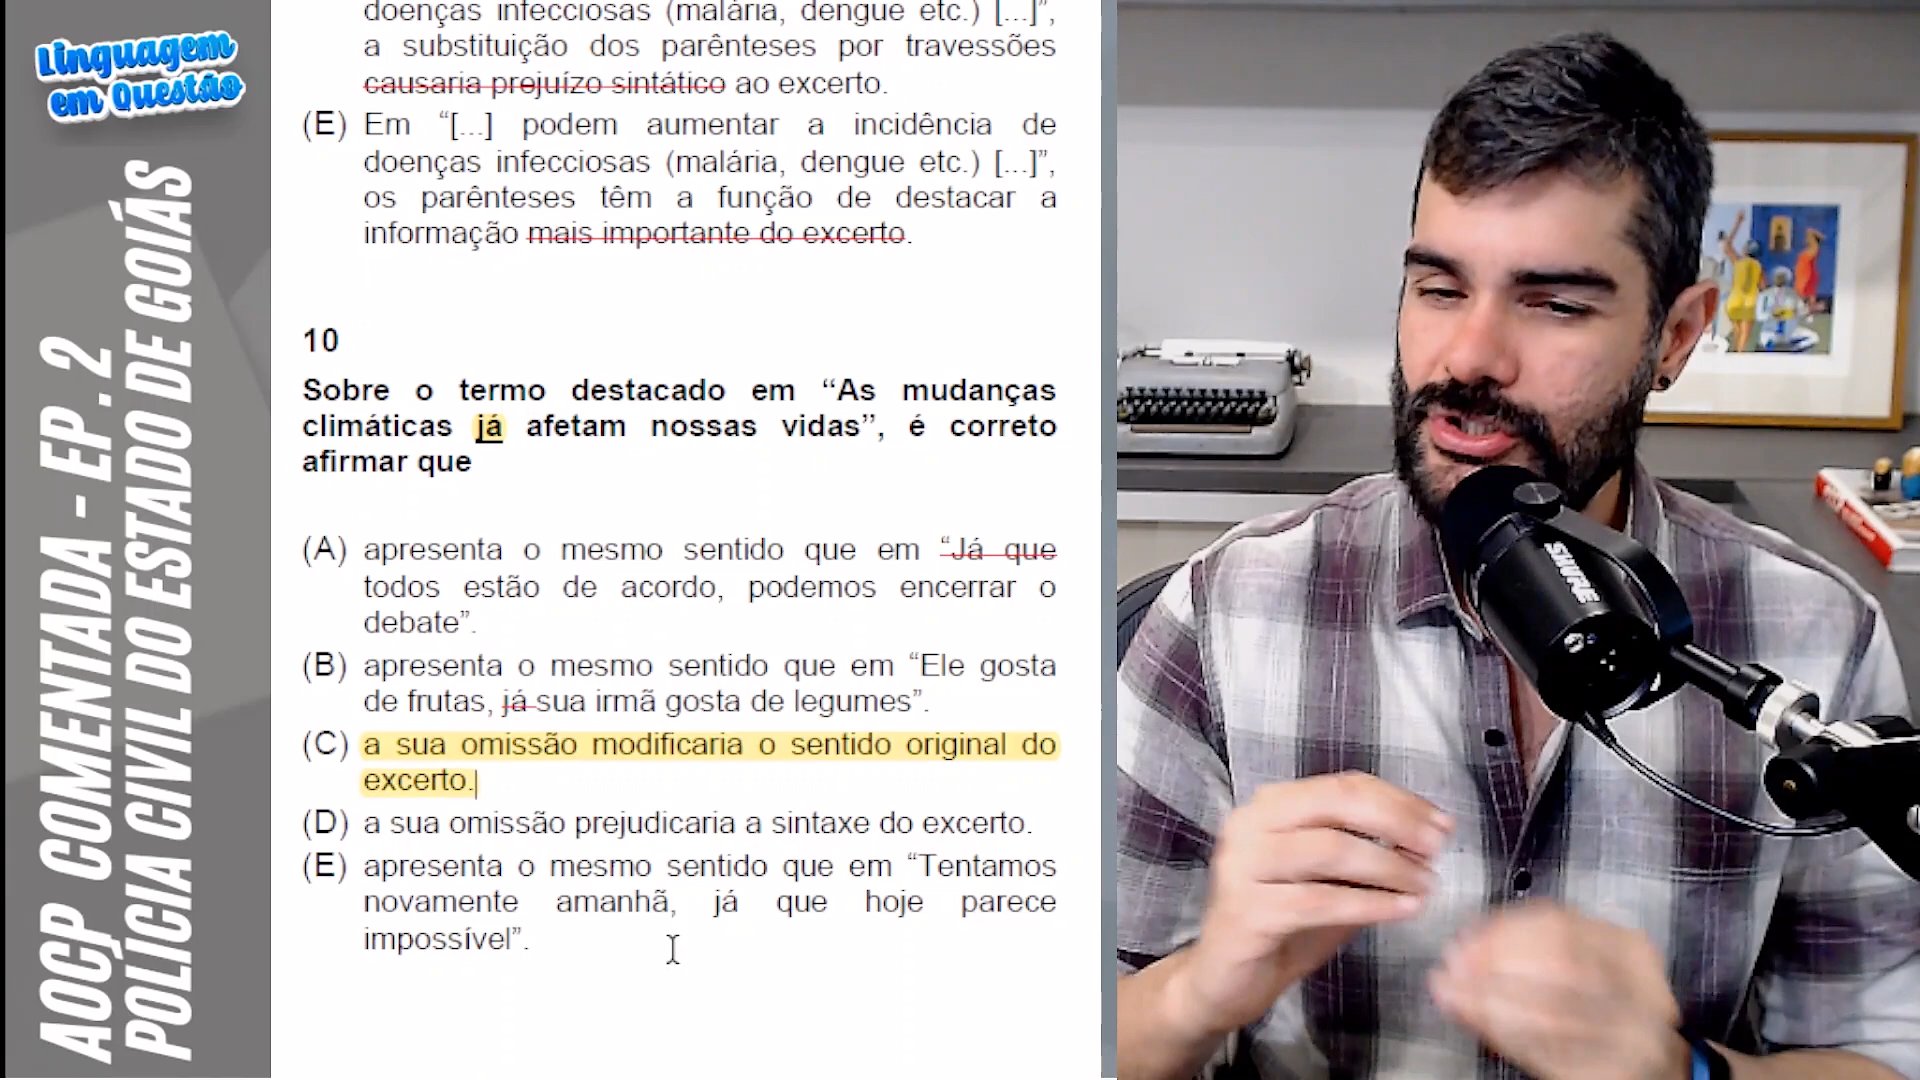 Linguagem
em Questão
AOCP COMENTADA - EP. 2
POLÍCIA CIVIL DO ESTADO DE GOIÁS
doenças infecciosas (malária, dengue etc.) [...]”,
a substituição dos parênteses por travessões
causaria prejuízo sintático ao excerto.
(E) Em “[...] podem aumentar a incidência de
doenças infecciosas (malária, dengue etc.) [...]”,
os parênteses têm a função de destacar a
informação mais importante do excerto.
10
Sobre o termo destacado em “As mudanças
climáticas já afetam nossas vidas”, é correto
afirmar que
(A) apresenta o mesmo sentido que em “Já que
todos estão de acordo, podemos encerrar o
debate”.
(B) apresenta o mesmo sentido que em “Ele gosta
de frutas, já sua irmã gosta de legumes”.
(C) a sua omissão modificaria o sentido original do
excerto.
(D) a sua omissão prejudicaria a sintaxe do excerto.
(E) apresenta o mesmo sentido que em “Tentamos
novamente amanhã, já que hoje parece
impossível”.
SHURE